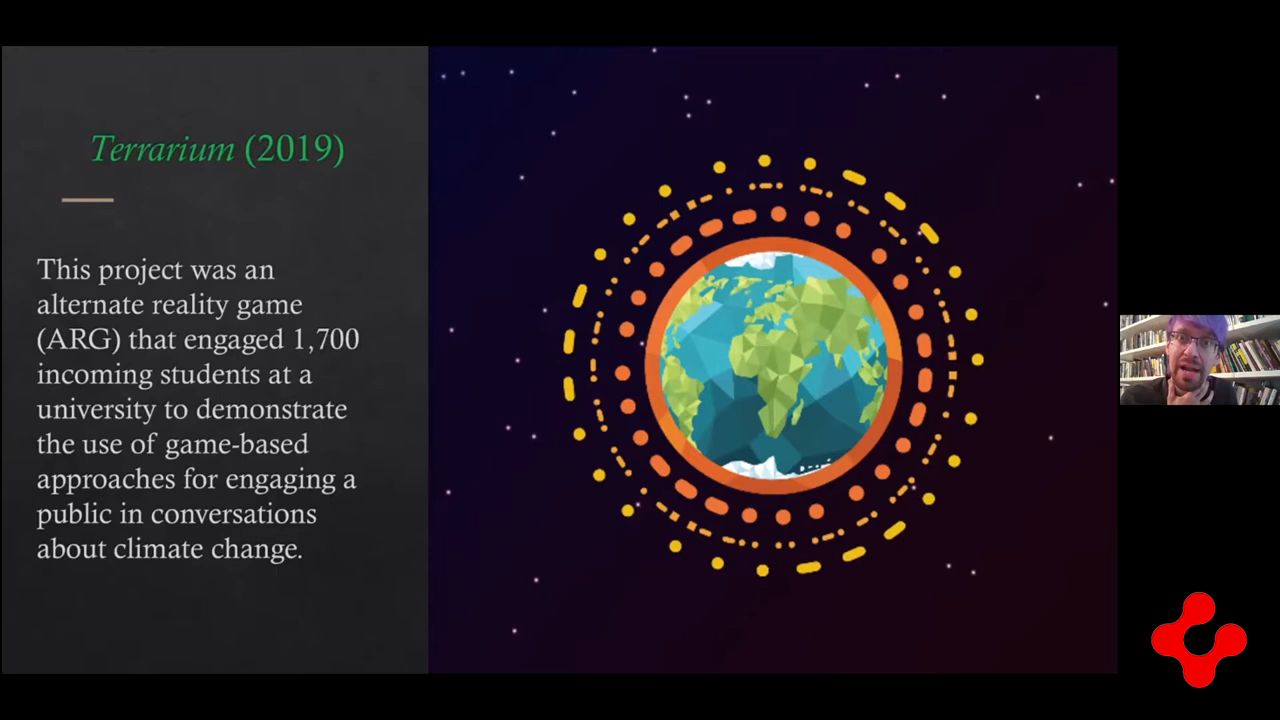 Terrarium (2019)
This project was an
alternate reality game
(ARG) that engaged 1,700
incoming students at a
university to demonstrate
the use of game-based
approaches for engaging a
public in conversations
about climate change.